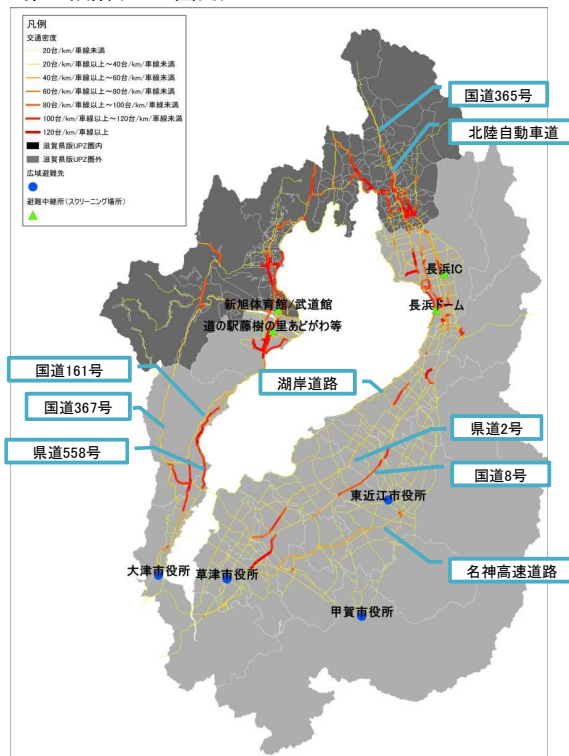 凡例
交通密度
20台/km/車線未満
20台/km/車線以上～40台/km/車線未満
40台/km/車線以上～60台/km/車線未満
60台/km/車線以上～80台/km/車線未満
80台/km/車線以上～100台/km/車線未満
100台/km/車線以上～120台/km/車線未満
120台/km/車線以上
滋賀県版UPZ圏内
滋賀県版UPZ圏外
広域避難先
避難中継所(スクリーニング場所)
国道365号
北陸自動車道
長浜IC
長浜ドーム
新旭体育館/武道館
道の駅藤樹の里あどがわ等
国道161号
湖岸道路
国道367号
県道2号
県道558号
国道8号
東近江市役所
名神高速道路
大津市役所
草津市役所
甲賀市役所